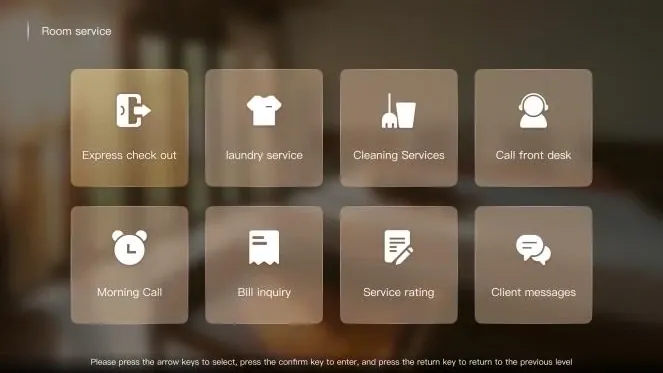 Room service
Express check out
laundry service
Cleaning Services
Call front desk
Morning Call
Bill inquiry
Service rating
Client messages
Please press the arrow keys to select, press the confirm key to enter, and press the return key to return to the previous level